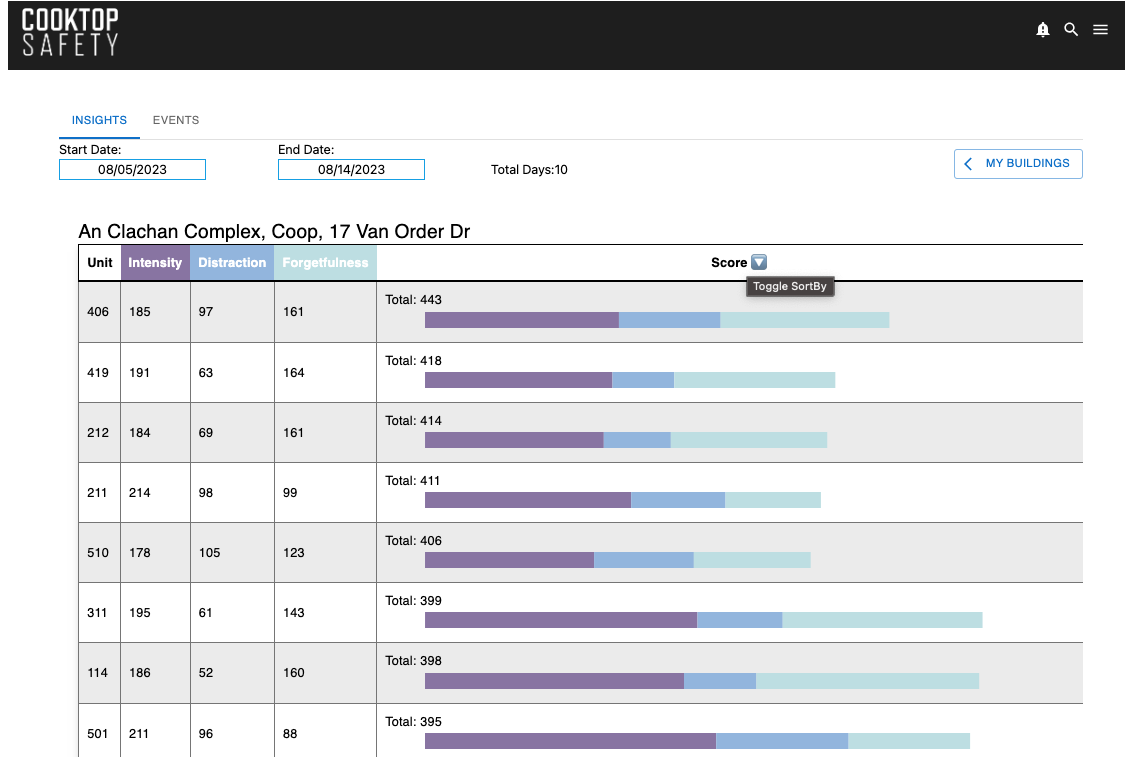 COOKTOP
SAFETY
INSIGHTS EVENTS
Start Date: End Date:
08/05/2023 08/14/2023 Total Days:10
MY BUILDINGS
An Clachan Complex, Coop, 17 Van Order Dr
Unit Intensity Distraction Forgetfulness Score
Toggle SortBy
Total: 443
406 185 97 161
Total: 418
419 191 63 164
Total: 414
212 184 69 161
Total: 411
211 214 98 99
Total: 406
510 178 105 123
Total: 399
311 195 61 143
Total: 398
114 186 52 160
Total: 395
501 211 96 88